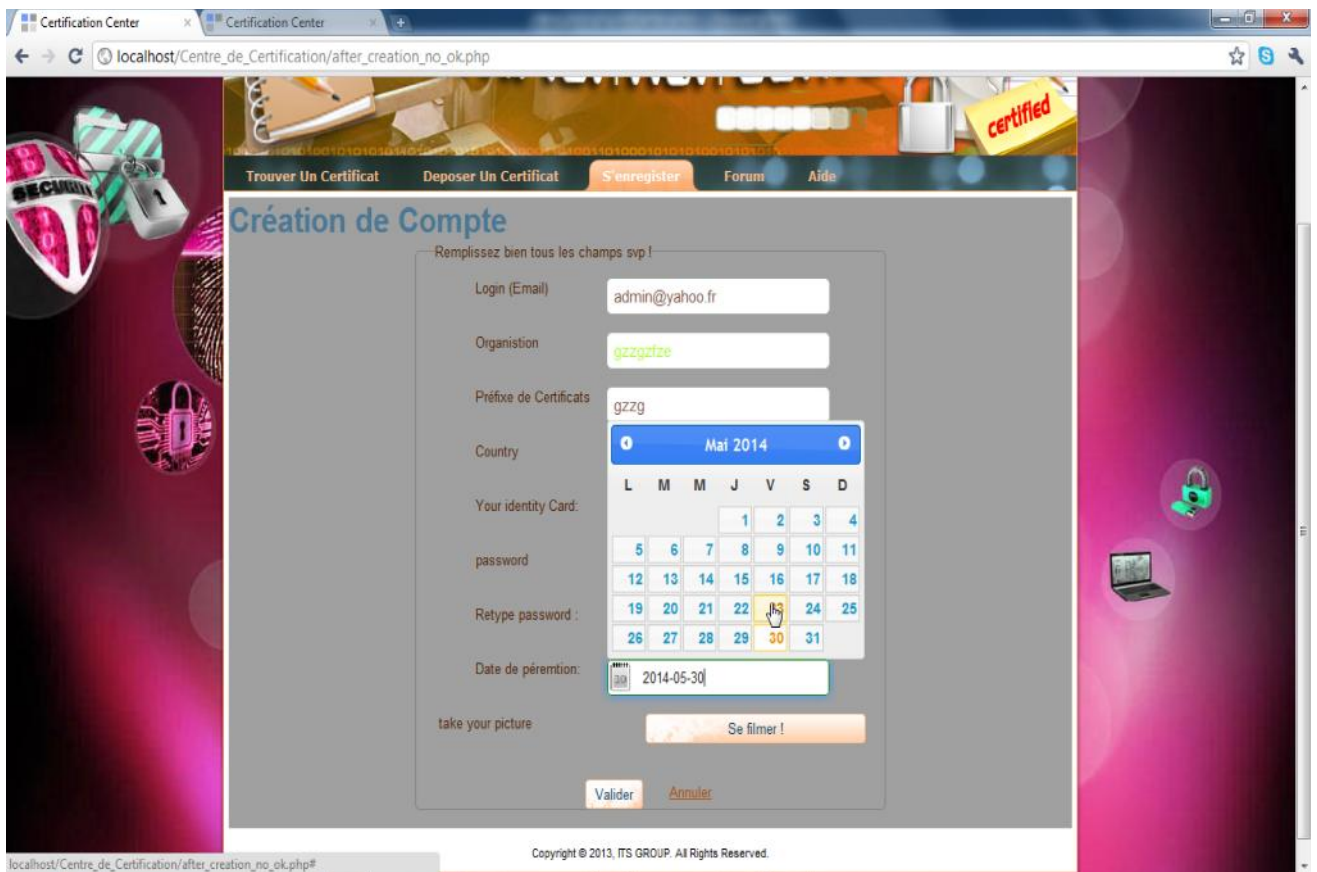 Certification Center
Certification Center
localhost/Centre_de_Certification/after_creation_no_ok.php
certified
SECURITY
Trouver Un Certificat Deposer Un Certificat S'enregister Forum Aide
Création de Compte
Remplissez bien tous les champs svp !
Login (Email) admin@yahoo.fr
Organistion gzzgzfze
Préfixe de Certificats gzzg
Country
Your identity Card:
password
Retype password :
Mai 2014
L M M J V S D
1 2 3 4
5 6 7 8 9 10 11
12 13 14 15 16 17 18
19 20 21 22 23 24 25
26 27 28 29 30 31
Date de péremtion: 2014-05-30
take your picture Se filmer !
Valider Annuler
Copyright © 2013, ITS GROUP. All Rights Reserved.
localhost/Centre_de_Certification/after_creation_no_ok.php#